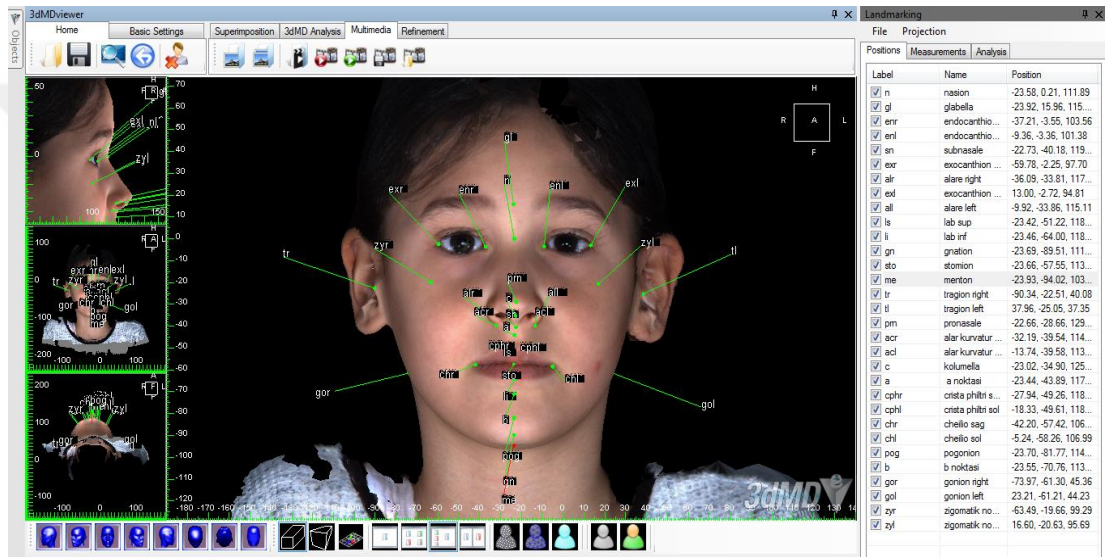 3dMDviewer
Landmarking
Objects
Home
Basic Settings
Superimposition
3dMD Analysis
Multimedia
Refinement
File
Projection
Positions
Measurements
Analysis
Label Name Position
n nasion -23.58, 0.21, 111.89
gl glabella -23.92, 15.96, 115....
enr endocanthio... -37.21, -3.55, 103.56
enl endocanthio... -9.36, -3.36, 101.38
sn subnasale -22.73, -40.18, 119...
exr exocanthion ... -59.78, -2.25, 97.70
alr alare right -36.09, -33.81, 117...
exl exocanthion ... 13.00, -2.72, 94.81
all alare left -9.92, -33.86, 115.11
ls lab sup -23.42, -51.22, 118...
li lab inf -23.46, -64.00, 118...
gn gnation -23.69, -89.51, 111...
sto stomion -23.66, -57.55, 113...
me menton -23.93, -94.02, 103...
tr tragion right -90.34, -22.51, 40.08
tl tragion left 37.96, -25.05, 37.35
prn pronasale -22.66, -28.66, 129...
acr alar kurvatur ... -32.19, -39.54, 114...
acl alar kurvatur ... -13.74, -39.58, 113...
c kolumella -23.02, -34.90, 125...
a a noktasi -23.44, -43.89, 117...
cphr crista philtri s... -27.94, -49.26, 118...
cphl crista philtri sol -18.33, -49.61, 118...
chr cheilio sag -42.20, -57.42, 106...
chl cheilio sol -5.24, -58.26, 106.99
pog pogonion -23.70, -81.77, 114...
b b noktasi -23.55, -70.76, 113...
gor gonion right -73.97, -61.30, 45.36
gol gonion left 23.21, -61.21, 44.23
zyr zigomatik no... -63.49, -19.66, 99.29
zyl zigomatik no... 16.60, -20.63, 95.69
H
R A L
F
gl
n
exr
enr
enl
exl
zyr
zyl
tr
tl
prn
alr
all
c
sn
acr
acl
a
cphr
cphl
ls
chr
sto
chl
li
gor
b
gol
pog
gn
me
3dMD